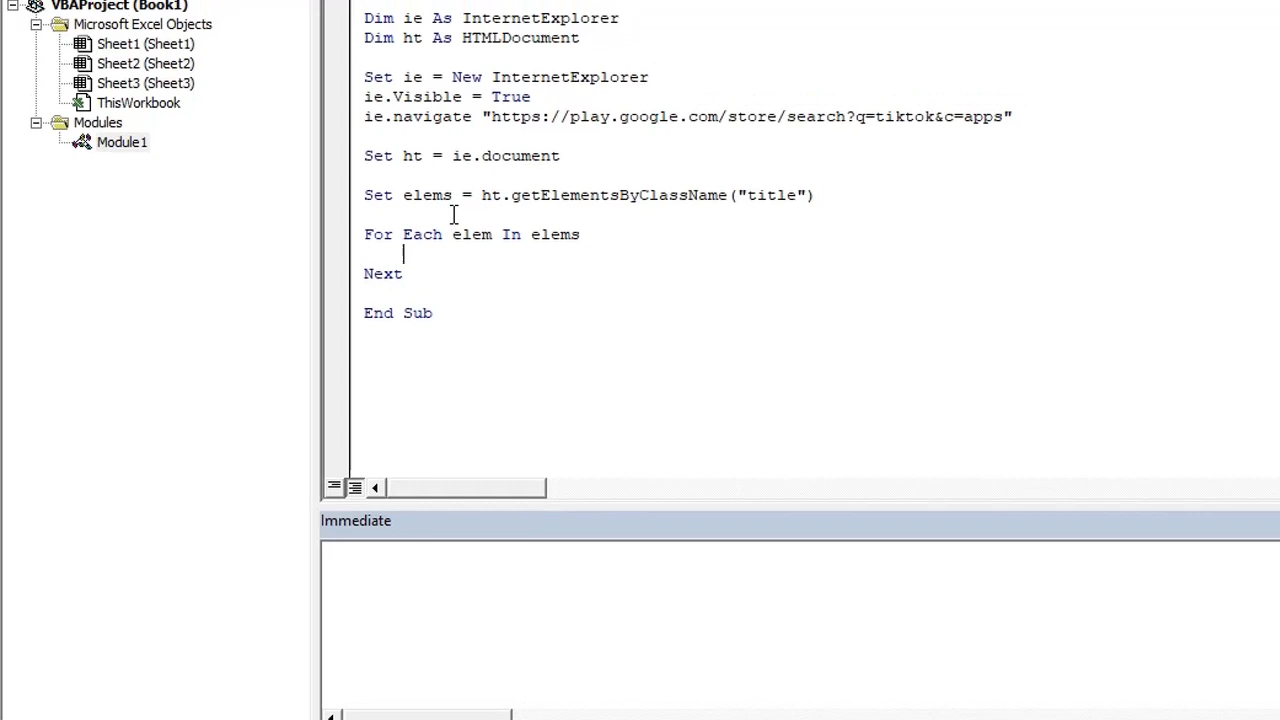 VBAProject (Book1)
Microsoft Excel Objects
Sheet1 (Sheet1)
Sheet2 (Sheet2)
Sheet3 (Sheet3)
ThisWorkbook
Modules
Module1
Dim ie As InternetExplorer
Dim ht As HTMLDocument
Set ie = New InternetExplorer
ie.Visible = True
ie.navigate "https://play.google.com/store/search?q=tiktok&c=apps"
Set ht = ie.document
Set elems = ht.getElementsByClassName("title")
For Each elem In elems
Next
End Sub
Immediate